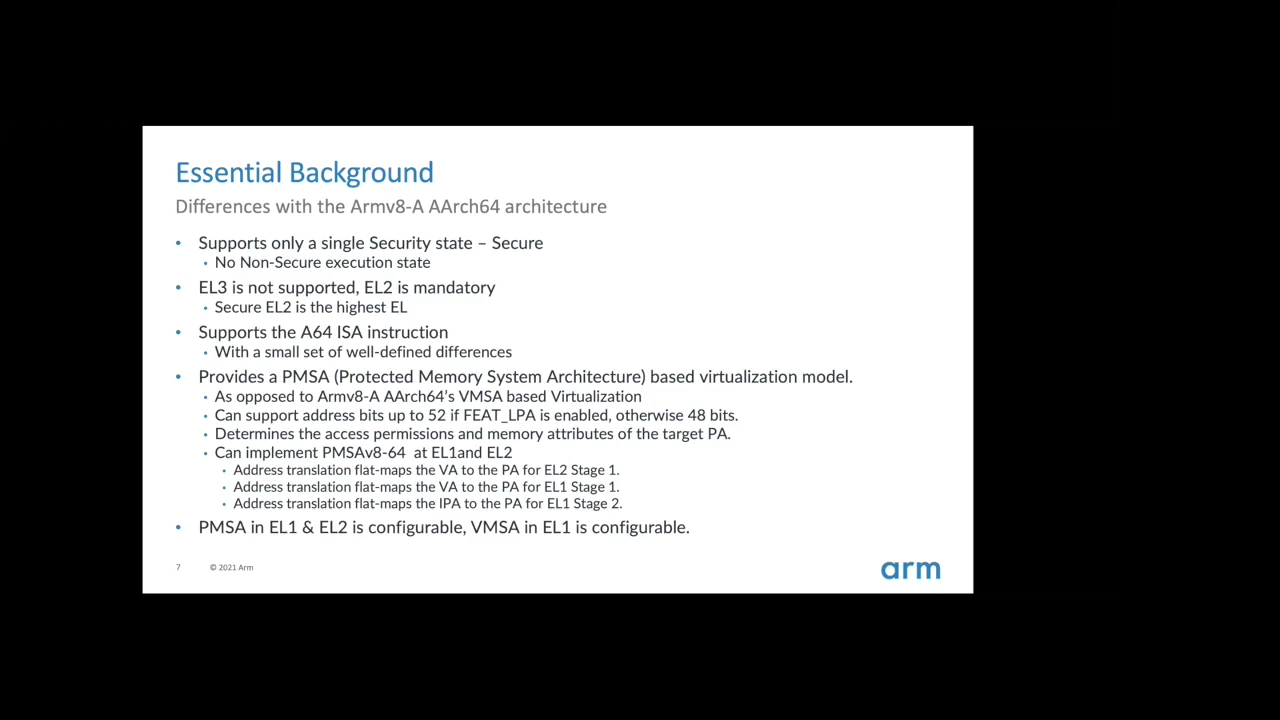 Essential Background
Differences with the Armv8-A AArch64 architecture
• Supports only a single Security state – Secure
• No Non-Secure execution state
• EL3 is not supported, EL2 is mandatory
• Secure EL2 is the highest EL
• Supports the A64 ISA instruction
• With a small set of well-defined differences
• Provides a PMSA (Protected Memory System Architecture) based virtualization model.
• As opposed to Armv8-A AArch64's VMSA based Virtualization
• Can support address bits up to 52 if FEAT_LPA is enabled, otherwise 48 bits.
• Determines the access permissions and memory attributes of the target PA.
• Can implement PMSAv8-64 at EL1and EL2
• Address translation flat-maps the VA to the PA for EL2 Stage 1.
• Address translation flat-maps the VA to the PA for EL1 Stage 1.
• Address translation flat-maps the IPA to the PA for EL1 Stage 2.
• PMSA in EL1 & EL2 is configurable, VMSA in EL1 is configurable.
7 © 2021 Arm
arm